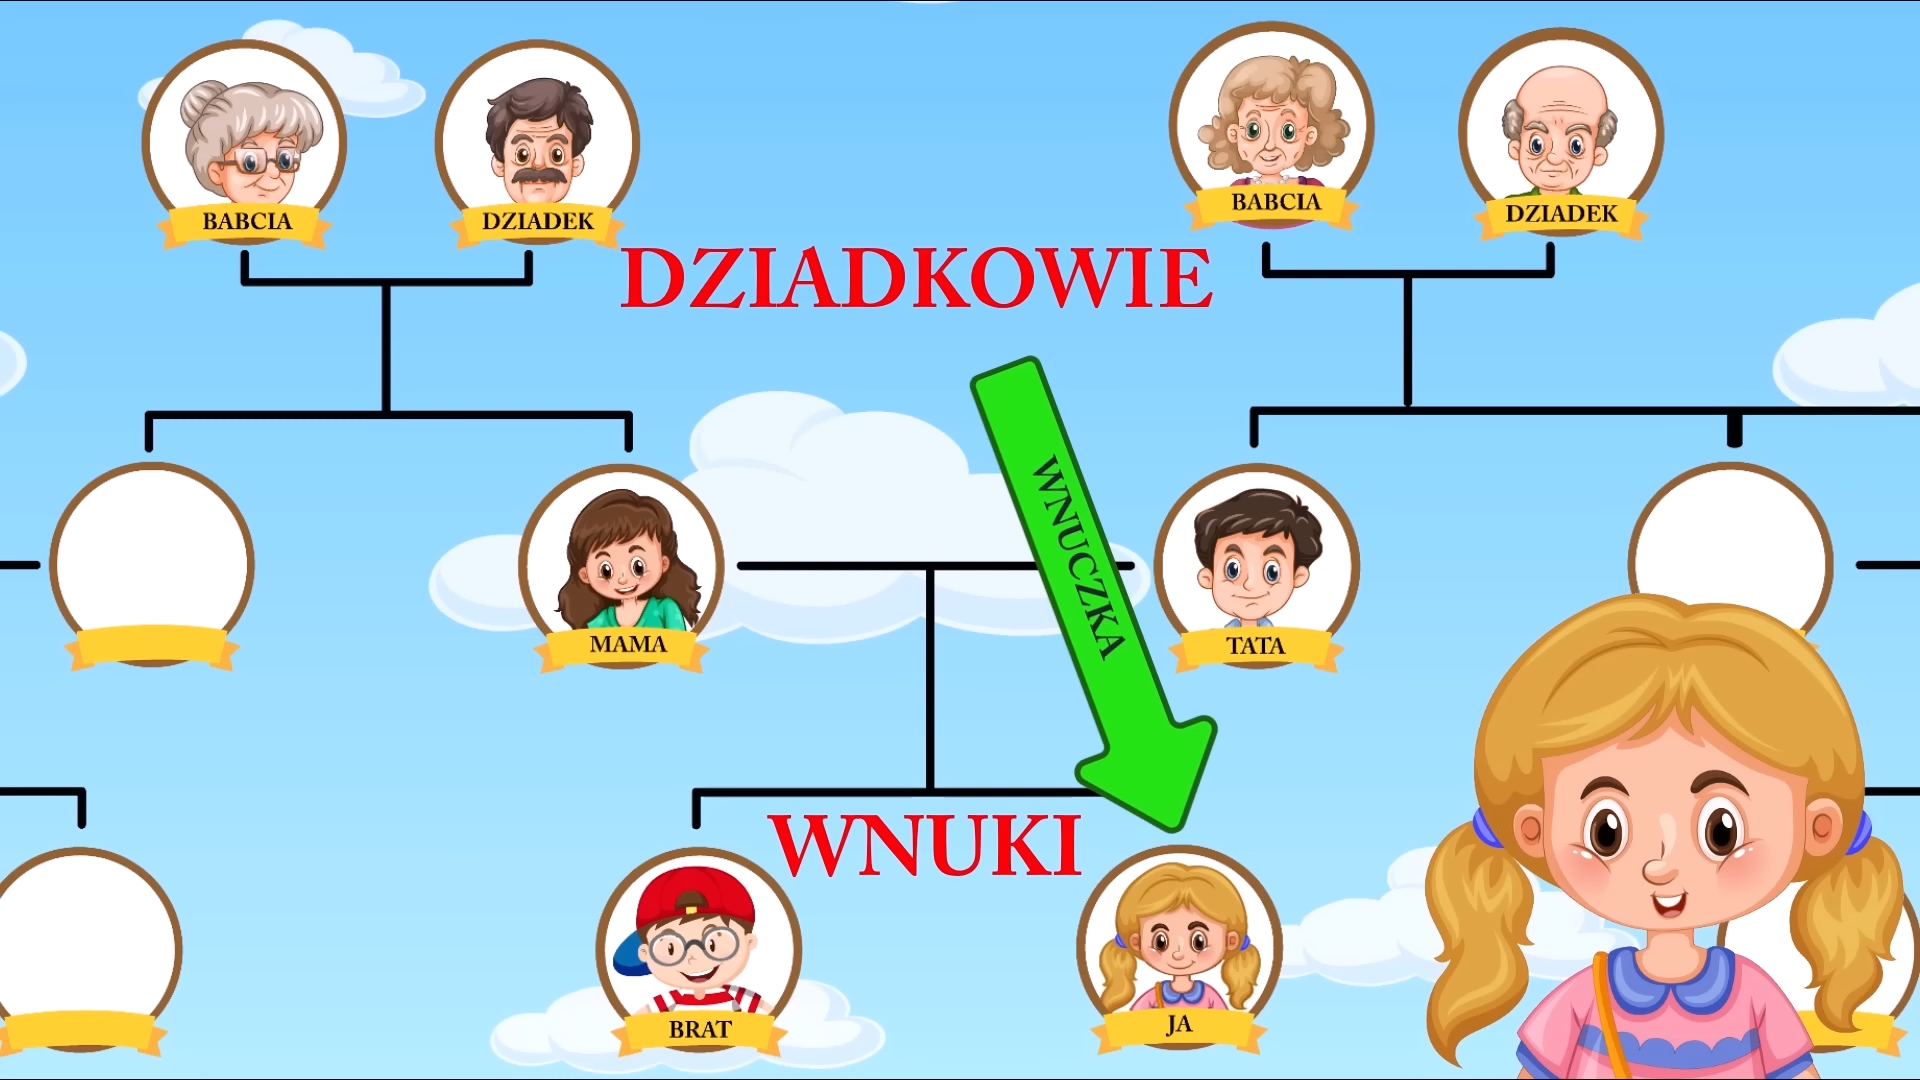 BABCIA
DZIADEK
BABCIA
DZIADEK
DZIADKOWIE
WNUCZKA
MAMA
TATA
WNUKI
BRAT
JA